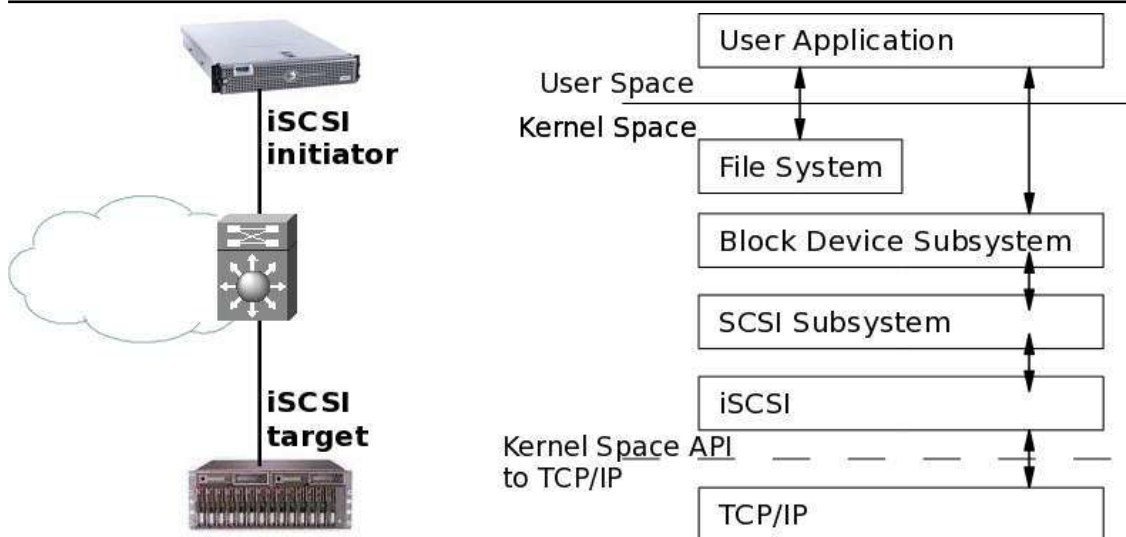 iSCSI
initiator
iSCSI
target
User Application
User Space
Kernel Space
File System
Block Device Subsystem
SCSI Subsystem
iSCSI
Kernel Space API
to TCP/IP
TCP/IP